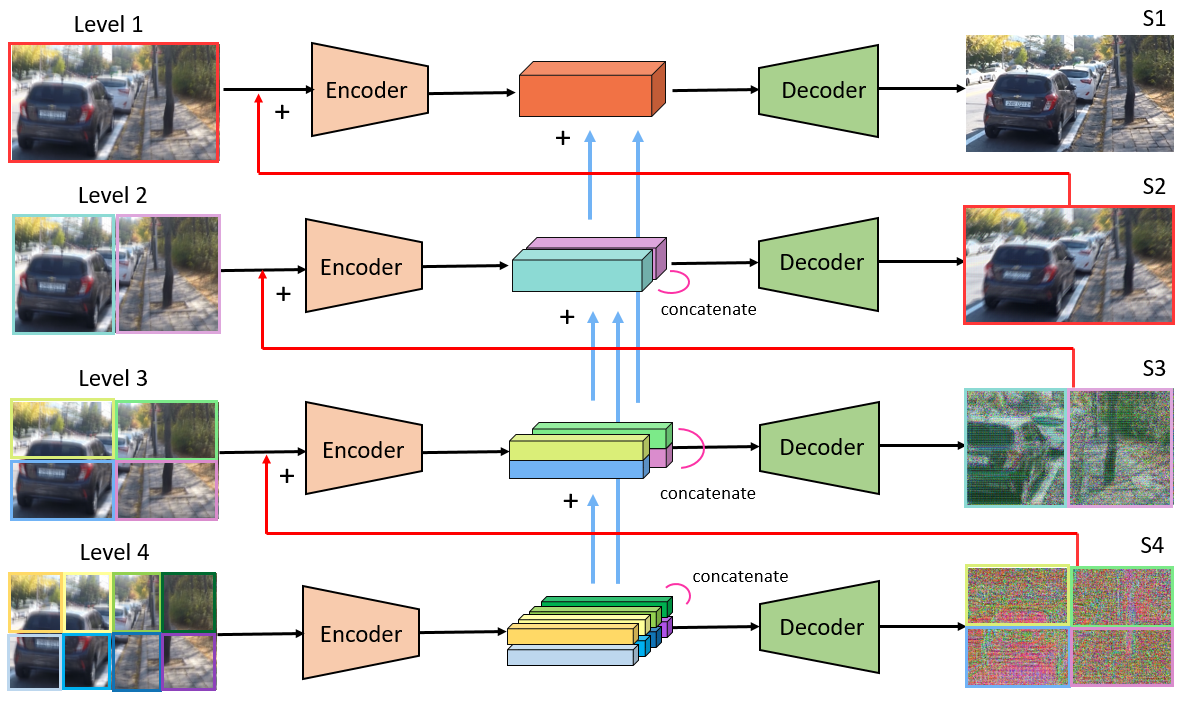 Level 1
S1
Encoder
Decoder
+
+
Level 2
S2
Encoder
Decoder
+
concatenate
+
Level 3
S3
Encoder
Decoder
+
concatenate
+
Level 4
S4
concatenate
Encoder
Decoder